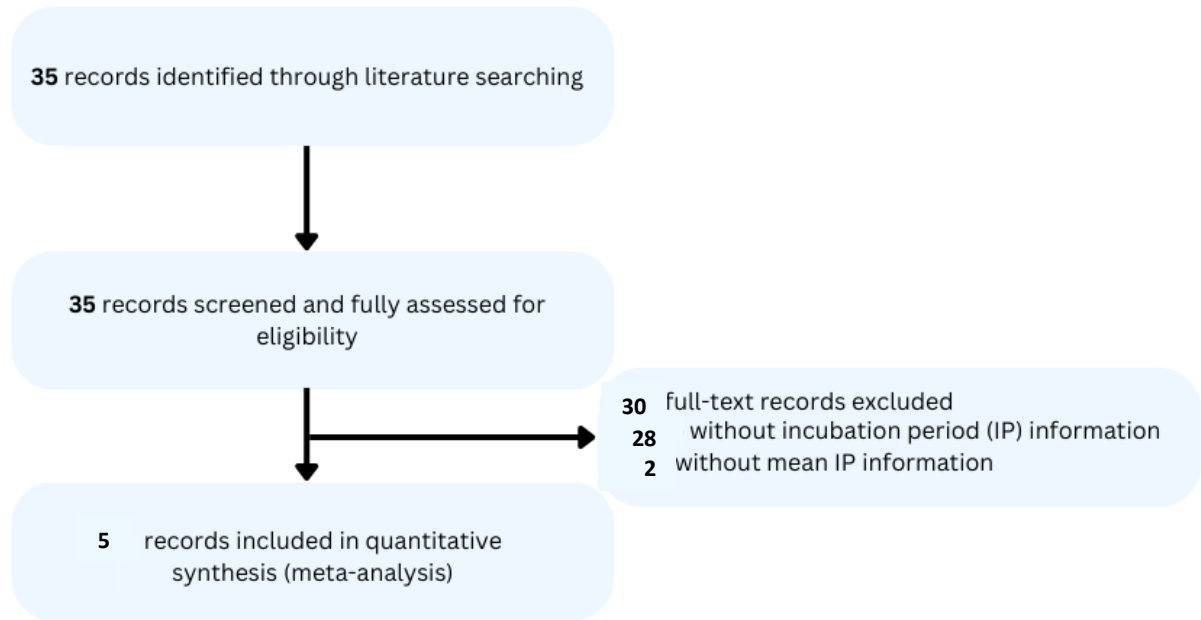 35 records identified through literature searching
35 records screened and fully assessed for
eligibility
30 full-text records excluded
28 without incubation period (IP) information
2 without mean IP information
5 records included in quantitative
synthesis (meta-analysis)